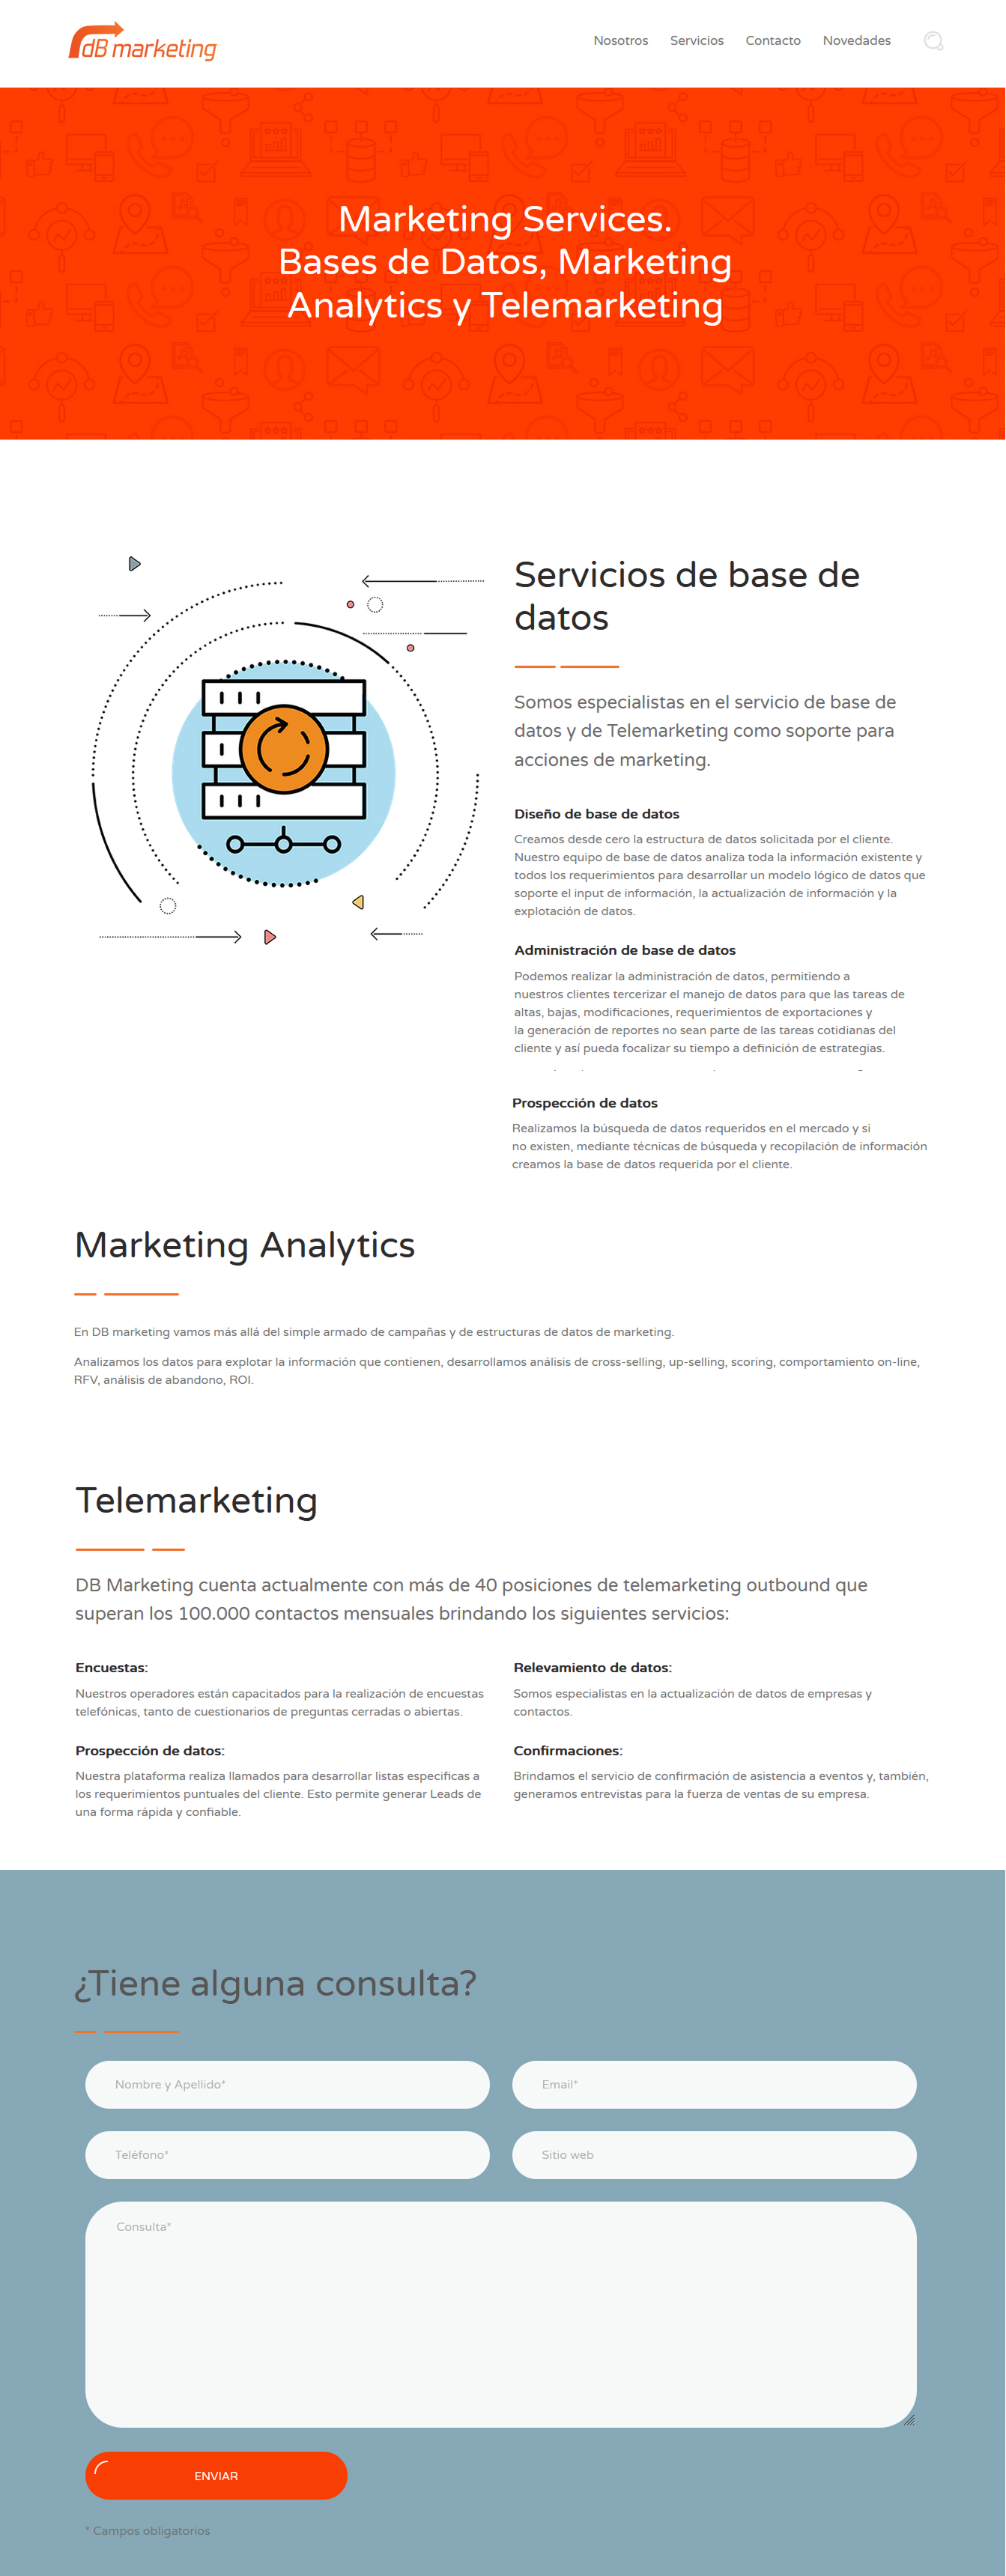 dB marketing
Nosotros Servicios Contacto Novedades
Marketing Services.
Bases de Datos, Marketing
Analytics y Telemarketing
Servicios de base de
datos
Somos especialistas en el servicio de base de
datos y de Telemarketing como soporte para
acciones de marketing.
Diseño de base de datos
Creamos desde cero la estructura de datos solicitada por el cliente.
Nuestro equipo de base de datos analiza toda la información existente y
todos los requerimientos para desarrollar un modelo lógico de datos que
soporte el input de información, la actualización de información y la
explotación de datos.
Administración de base de datos
Podemos realizar la administración de datos, permitiendo a
nuestros clientes tercerizar el manejo de datos para que las tareas de
altas, bajas, modificaciones, requerimientos de exportaciones y
la generación de reportes no sean parte de las tareas cotidianas del
cliente y así pueda focalizar su tiempo a definición de estrategias.
Prospección de datos
Realizamos la búsqueda de datos requeridos en el mercado y si
no existen, mediante técnicas de búsqueda y recopilación de información
creamos la base de datos requerida por el cliente.
Marketing Analytics
En DB marketing vamos más allá del simple armado de campañas y de estructuras de datos de marketing.
Analizamos los datos para explotar la información que contienen, desarrollamos análisis de cross-selling, up-selling, scoring, comportamiento on-line,
RFV, análisis de abandono, ROI.
Telemarketing
DB Marketing cuenta actualmente con más de 40 posiciones de telemarketing outbound que
superan los 100.000 contactos mensuales brindando los siguientes servicios:
Encuestas:
Nuestros operadores están capacitados para la realización de encuestas
telefónicas, tanto de cuestionarios de preguntas cerradas o abiertas.
Prospección de datos:
Nuestra plataforma realiza llamados para desarrollar listas especificas a
los requerimientos puntuales del cliente. Esto permite generar Leads de
una forma rápida y confiable.
Relevamiento de datos:
Somos especialistas en la actualización de datos de empresas y
contactos.
Confirmaciones:
Brindamos el servicio de confirmación de asistencia a eventos y, también,
generamos entrevistas para la fuerza de ventas de su empresa.
¿Tiene alguna consulta?
Nombre y Apellido* Email*
Teléfono* Sitio web
Consulta*
ENVIAR
* Campos obligatorios